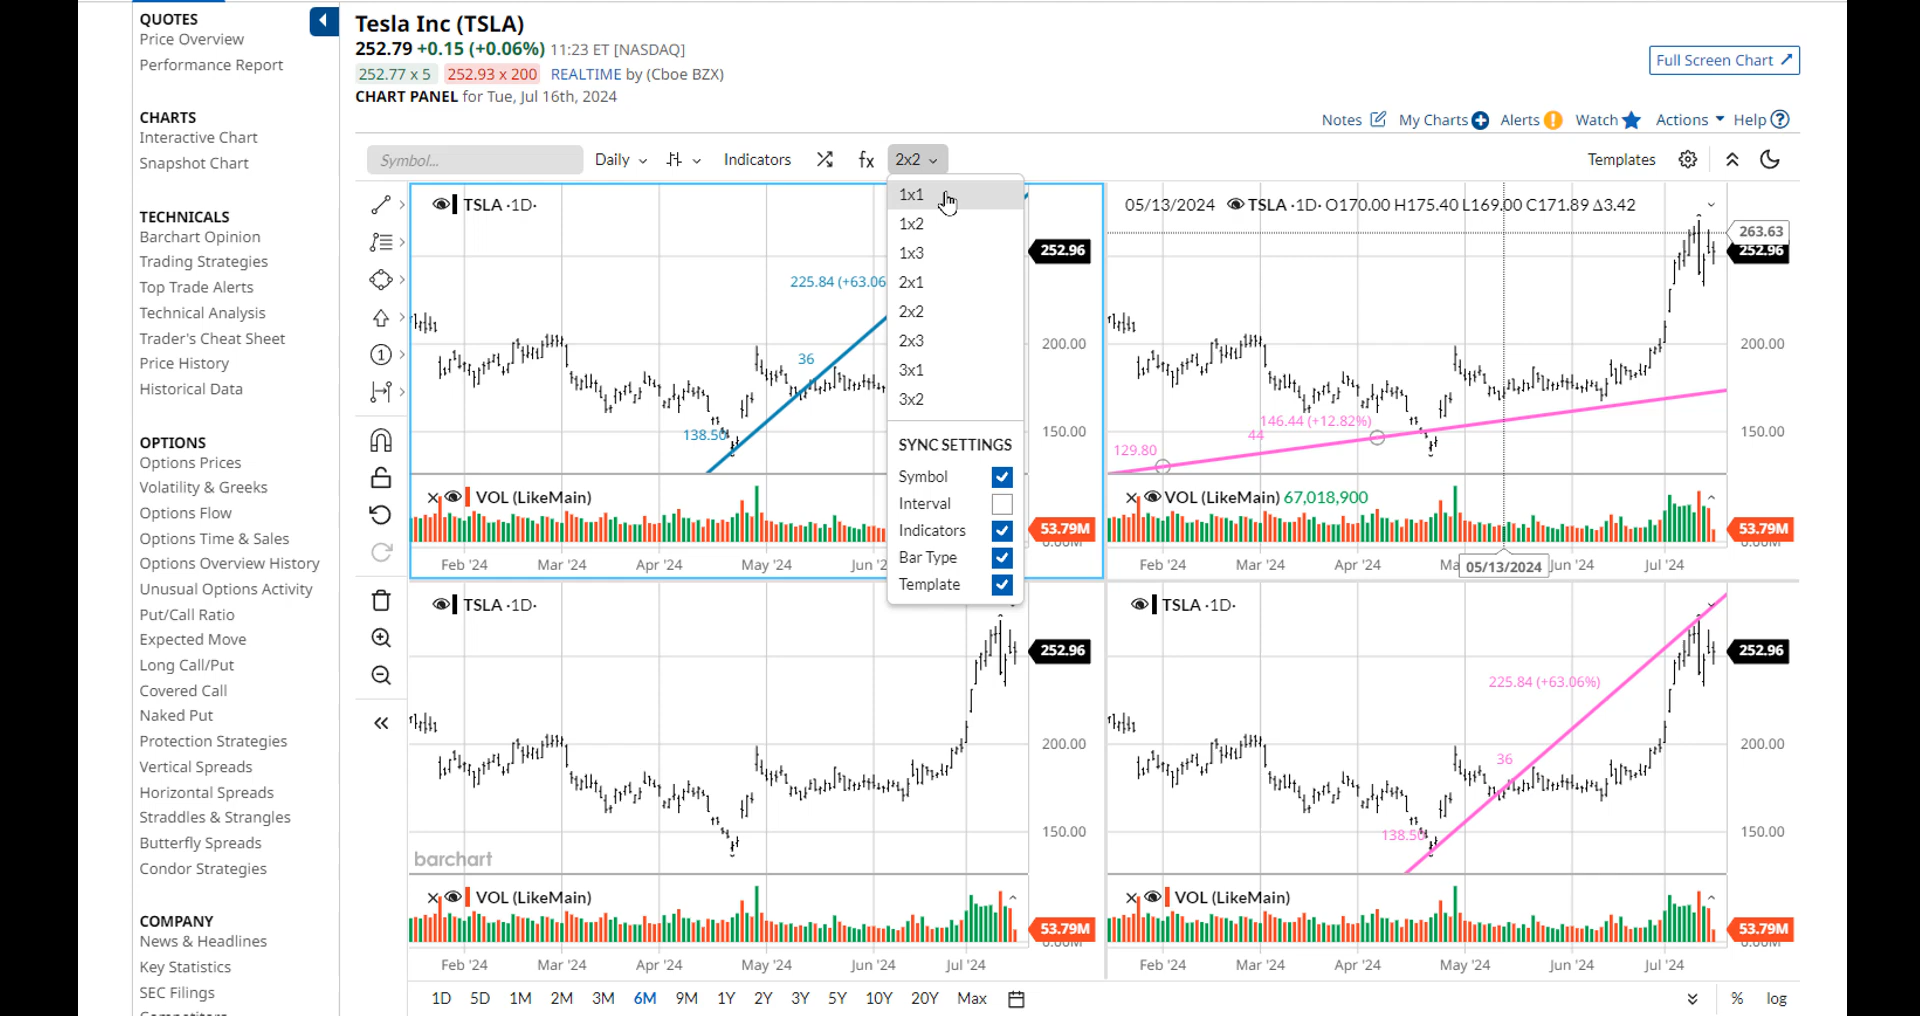 QUOTES
Price Overview
Performance Report
CHARTS
Interactive Chart
Snapshot Chart
TECHNICALS
Barchart Opinion
Trading Strategies
Top Trade Alerts
Technical Analysis
Trader's Cheat Sheet
Price History
Historical Data
OPTIONS
Options Prices
Volatility & Greeks
Options Flow
Options Time & Sales
Options Overview History
Unusual Options Activity
Put/Call Ratio
Expected Move
Long Call/Put
Covered Call
Naked Put
Protection Strategies
Vertical Spreads
Horizontal Spreads
Straddles & Strangles
Butterfly Spreads
Condor Strategies
COMPANY
News & Headlines
Key Statistics
SEC Filings
Tesla Inc (TSLA)
252.79 +0.15 (+0.06%) 11:23 ET [NASDAQ]
252.77 x 5 252.93 x 200 REALTIME by (Cboe BZX)
CHART PANEL for Tue, Jul 16th, 2024
Full Screen Chart
Notes My Charts Alerts Watch Actions Help
Symbol... Daily Indicators fx 2x2 Templates
1x1
1x2
1x3
2x1
2x2
2x3
3x1
3x2
SYNC SETTINGS
Symbol
Interval
Indicators
Bar Type
Template
TSLA ·1D·
252.96
225.84 (+63.06
36
138.50
200.00
150.00
VOL (LikeMain)
53.79M
Feb '24 Mar '24 Apr '24 May '24 Jun '2
05/13/2024 TSLA ·1D· O170.00 H175.40 L169.00 C171.89 Δ3.42
263.63
252.96
200.00
146.44 (+12.82%)
44
129.80
150.00
VOL (LikeMain) 67,018,900
53.79M
Feb '24 Mar '24 Apr '24 Ma 05/13/2024 Jun '24 Jul '24
TSLA ·1D·
252.96
200.00
150.00
barchart
VOL (LikeMain)
53.79M
Feb '24 Mar '24 Apr '24 May '24 Jun '24 Jul '24
TSLA ·1D·
252.96
225.84 (+63.06%)
200.00
36
138.50
150.00
VOL (LikeMain)
53.79M
Feb '24 Mar '24 Apr '24 May '24 Jun '24 Jul '24
1D 5D 1M 2M 3M 6M 9M 1Y 2Y 3Y 5Y 10Y 20Y Max % log